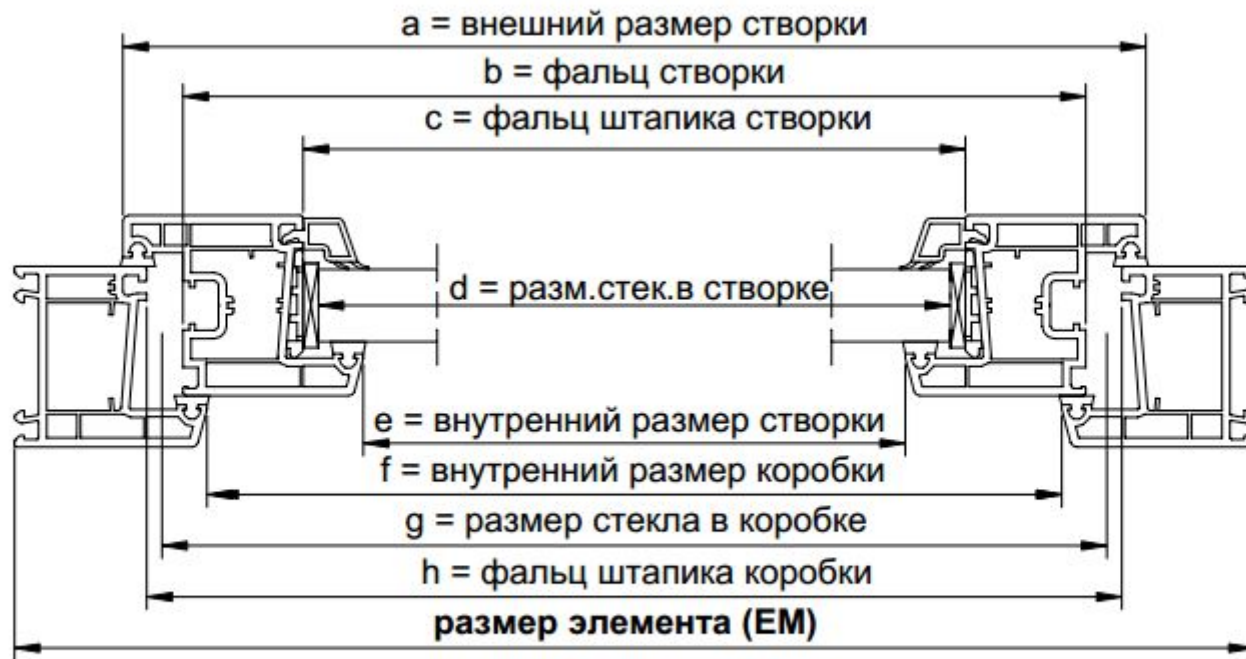 a = внешний размер створки
b = фальц створки
c = фальц штапика створки
d = разм.стек.в створке
e = внутренний размер створки
f = внутренний размер коробки
g = размер стекла в коробке
h = фальц штапика коробки
размер элемента (ЕМ)